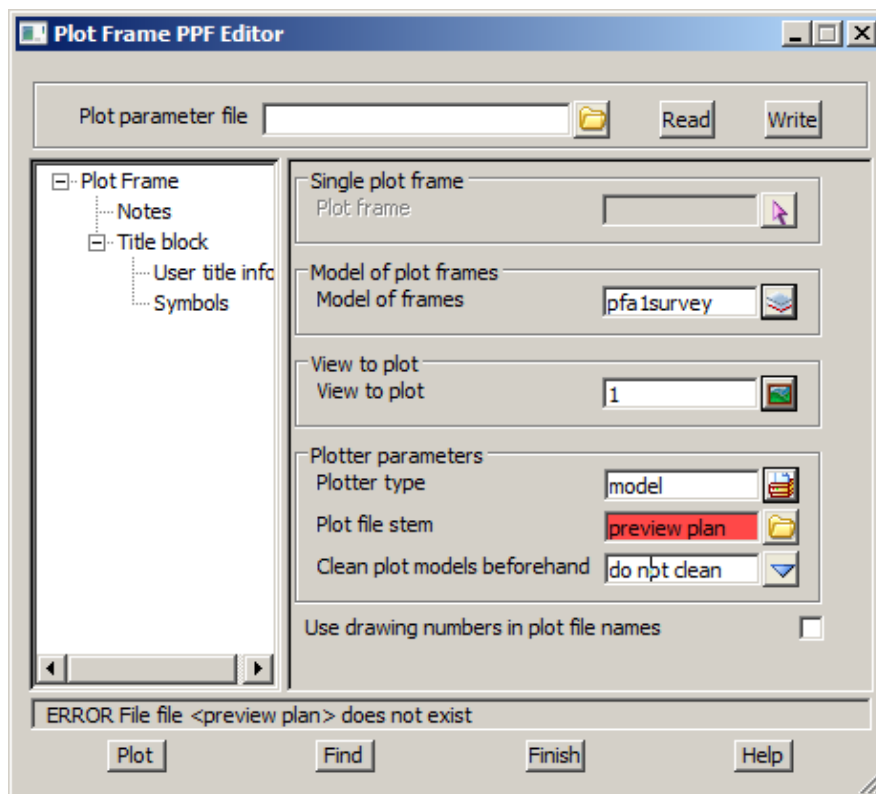 Plot Frame PPF Editor
Plot parameter file Read Write
Plot Frame
Notes
Title block
User title info
Symbols
Single plot frame
Plot frame
Model of plot frames
Model of frames pfa1survey
View to plot
View to plot 1
Plotter parameters
Plotter type model
Plot file stem preview plan
Clean plot models beforehand do not clean
Use drawing numbers in plot file names
ERROR File file <preview plan> does not exist
Plot Find Finish Help